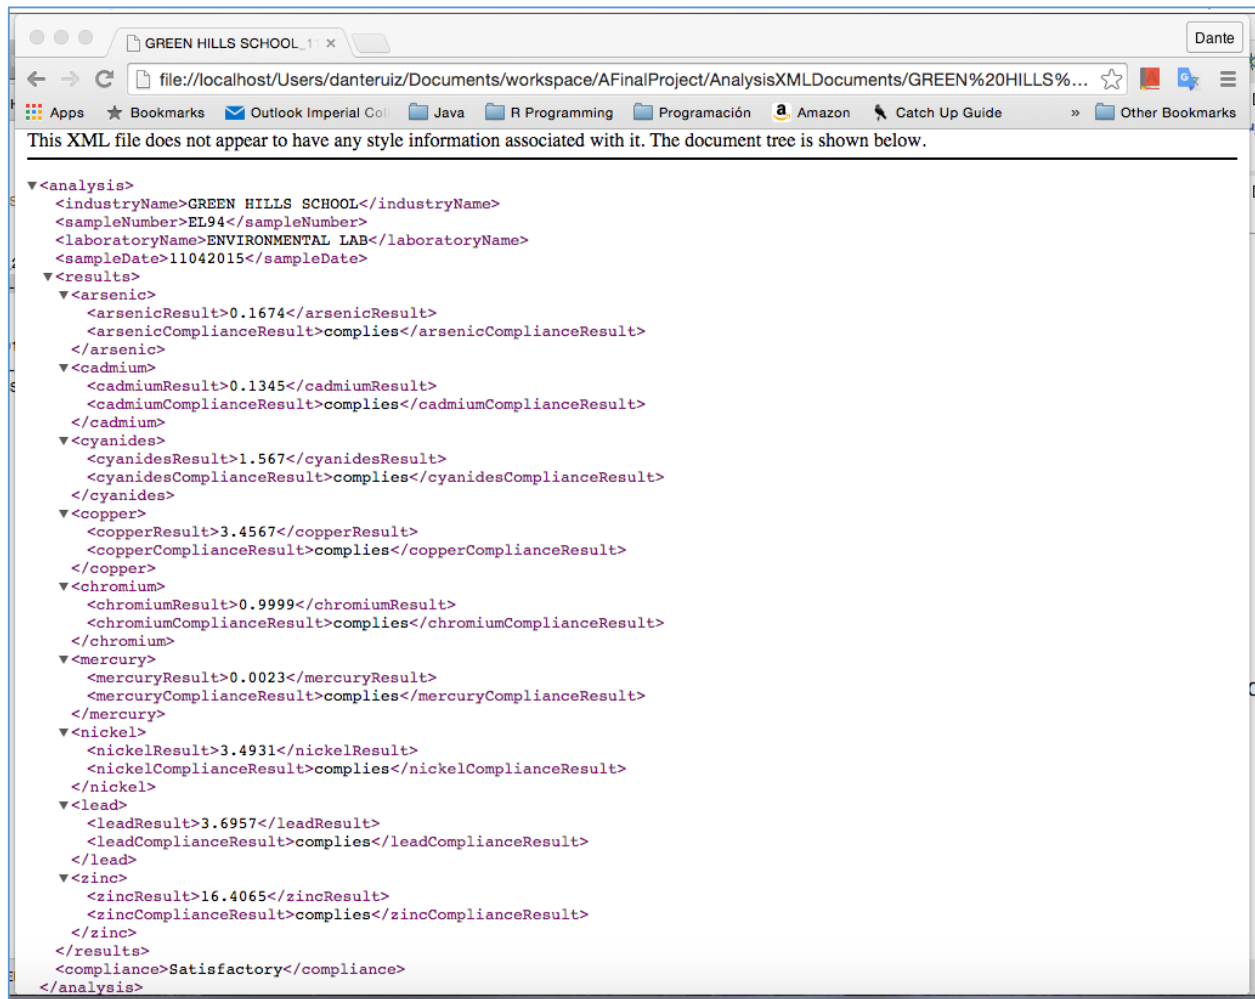 GREEN HILLS SCHOOL_1
Dante
file://localhost/Users/danteruiz/Documents/workspace/AFinalProject/AnalysisXMLDocuments/GREEN%20HILLS%...
Apps Bookmarks Outlook Imperial Col Java R Programming Programación Amazon Catch Up Guide » Other Bookmarks
This XML file does not appear to have any style information associated with it. The document tree is shown below.
▼<analysis>
<industryName>GREEN HILLS SCHOOL</industryName>
<sampleNumber>EL94</sampleNumber>
<laboratoryName>ENVIRONMENTAL LAB</laboratoryName>
<sampleDate>11042015</sampleDate>
▼<results>
▼<arsenic>
<arsenicResult>0.1674</arsenicResult>
<arsenicComplianceResult>complies</arsenicComplianceResult>
</arsenic>
▼<cadmium>
<cadmiumResult>0.1345</cadmiumResult>
<cadmiumComplianceResult>complies</cadmiumComplianceResult>
</cadmium>
▼<cyanides>
<cyanidesResult>1.567</cyanidesResult>
<cyanidesComplianceResult>complies</cyanidesComplianceResult>
</cyanides>
▼<copper>
<copperResult>3.4567</copperResult>
<copperComplianceResult>complies</copperComplianceResult>
</copper>
▼<chromium>
<chromiumResult>0.9999</chromiumResult>
<chromiumComplianceResult>complies</chromiumComplianceResult>
</chromium>
▼<mercury>
<mercuryResult>0.0023</mercuryResult>
<mercuryComplianceResult>complies</mercuryComplianceResult>
</mercury>
▼<nickel>
<nickelResult>3.4931</nickelResult>
<nickelComplianceResult>complies</nickelComplianceResult>
</nickel>
▼<lead>
<leadResult>3.6957</leadResult>
<leadComplianceResult>complies</leadComplianceResult>
</lead>
▼<zinc>
<zincResult>16.4065</zincResult>
<zincComplianceResult>complies</zincComplianceResult>
</zinc>
</results>
<compliance>Satisfactory</compliance>
</analysis>